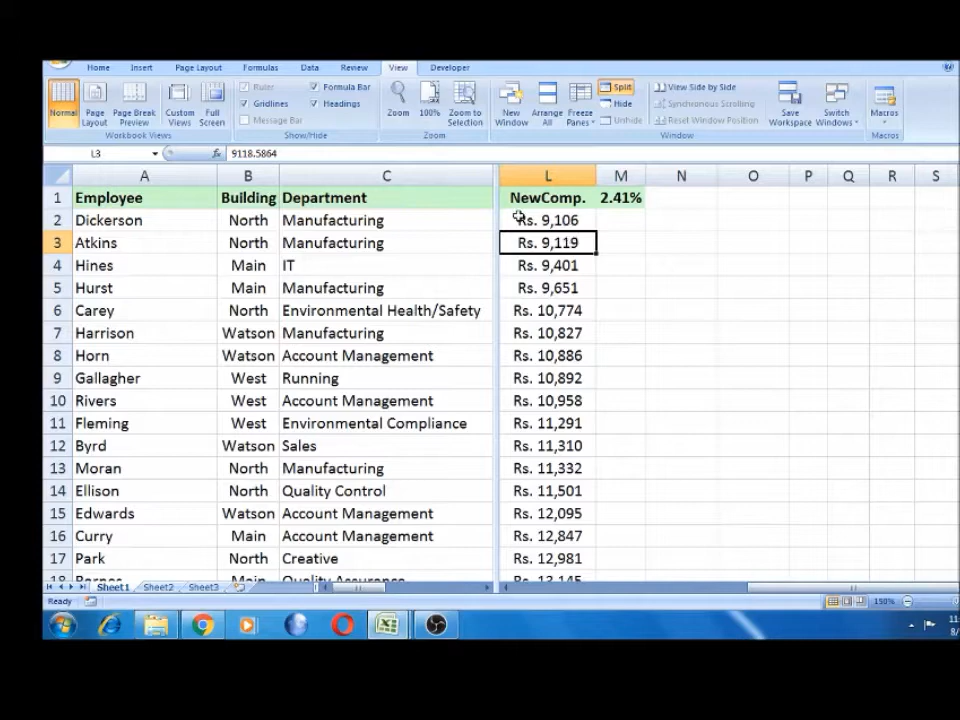 Home Insert Page Layout Formulas Data Review View Developer
Normal Page Layout Page Break Preview Custom Views Full Screen
Workbook Views
Ruler Formula Bar
Gridlines Headings
Message Bar
Show/Hide
Zoom 100% Zoom to Selection
Zoom
New Window Arrange All Freeze Panes
Split
Hide
Unhide
View Side by Side
Synchronous Scrolling
Reset Window Position
Window
Save Workspace Switch Windows
Macros
Macros
L3 fx 9118.5864
A B C L M N O P Q R S
1 Employee Building Department NewComp. 2.41%
2 Dickerson North Manufacturing Rs. 9,106
3 Atkins North Manufacturing Rs. 9,119
4 Hines Main IT Rs. 9,401
5 Hurst Main Manufacturing Rs. 9,651
6 Carey North Environmental Health/Safety Rs. 10,774
7 Harrison Watson Manufacturing Rs. 10,827
8 Horn Watson Account Management Rs. 10,886
9 Gallagher West Running Rs. 10,892
10 Rivers West Account Management Rs. 10,958
11 Fleming West Environmental Compliance Rs. 11,291
12 Byrd Watson Sales Rs. 11,310
13 Moran North Manufacturing Rs. 11,332
14 Ellison North Quality Control Rs. 11,501
15 Edwards Watson Account Management Rs. 12,095
16 Curry Main Account Management Rs. 12,847
17 Park North Creative Rs. 12,981
18 Barnes Main Quality Assurance Rs. 13,145
Sheet1 Sheet2 Sheet3
Ready 150%